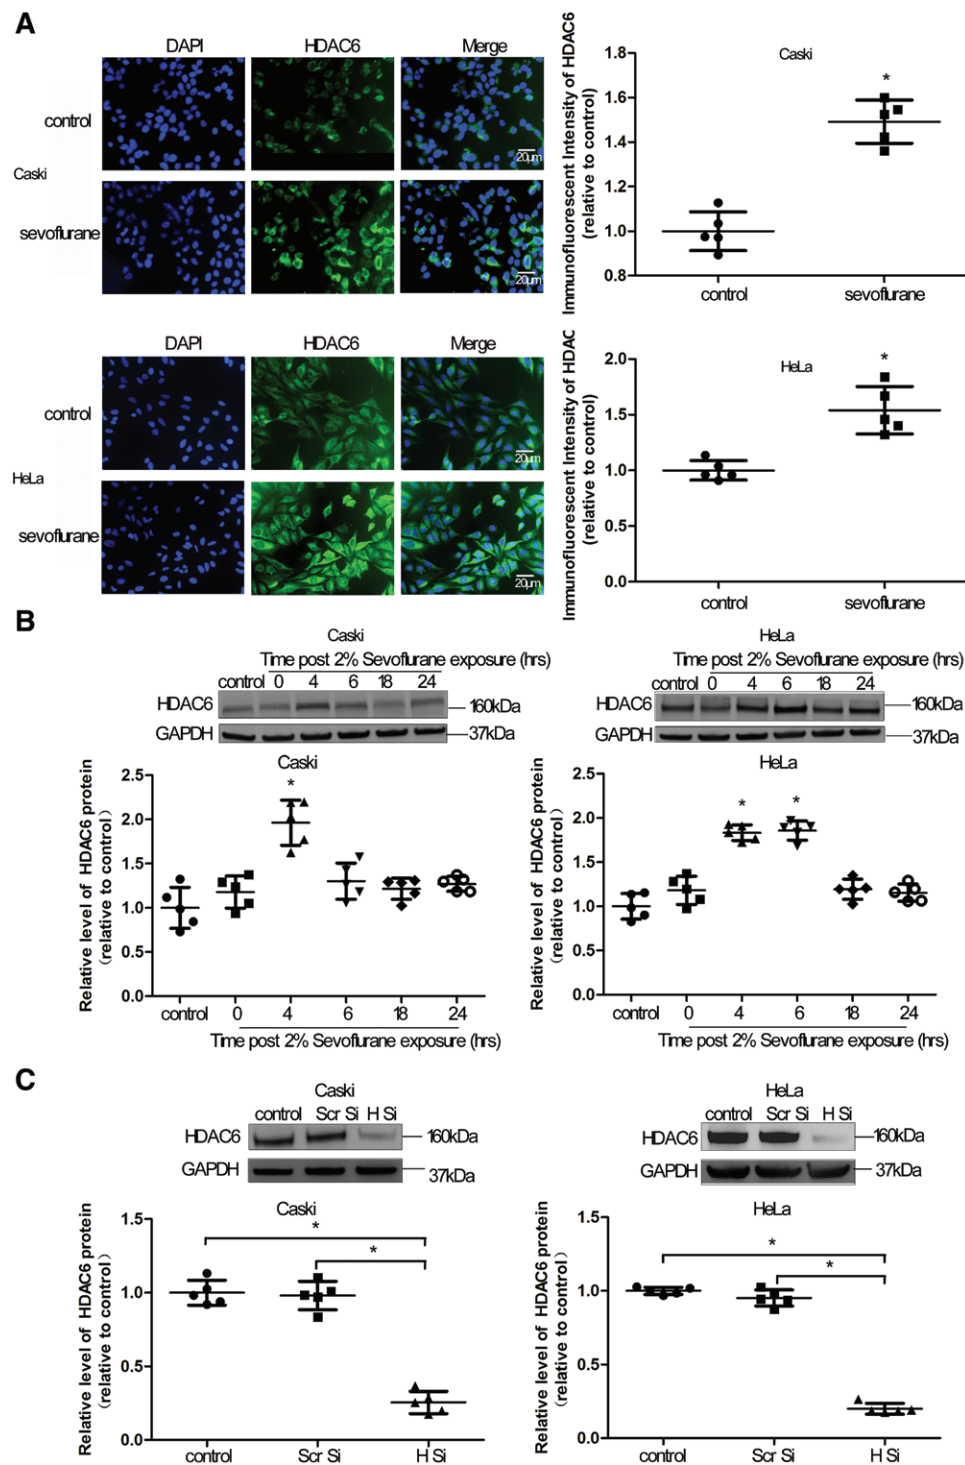 A
DAPI HDAC6 Merge
control
Caski
20µm
sevoflurane
20µm
Immunofluorescent Intensity of HDAC6
(relative to control)
Caski
1.8
*
1.6
1.4
1.2
1.0
0.8
control sevoflurane
DAPI HDAC6 Merge
control
HeLa
20µm
sevoflurane
20µm
Immunofluorescent Intensity of HDAC
(relative to control)
HeLa
2.0
*
1.5
1.0
0.5
0.0
control sevoflurane
B
Caski
Time post 2% Sevoflurane exposure (hrs)
control 0 4 6 18 24
HDAC6 160kDa
GAPDH 37kDa
Caski
Relative level of HDAC6 protein
(relative to control)
2.5
*
2.0
1.5
1.0
0.5
0.0
control 0 4 6 18 24
Time post 2% Sevoflurane exposure (hrs)
HeLa
Time post 2% Sevoflurane exposure (hrs)
control 0 4 6 18 24
HDAC6 160kDa
GAPDH 37kDa
HeLa
Relative level of HDAC6 protein
(relative to control)
2.5
* *
2.0
1.5
1.0
0.5
0.0
control 0 4 6 18 24
Time post 2% Sevoflurane exposure (hrs)
C
Caski
control Scr Si H Si
HDAC6 160kDa
GAPDH 37kDa
Caski
Relative level of HDAC6 protein
(relative to control)
1.5
*
*
1.0
0.5
0.0
control Scr Si H Si
HeLa
control Scr Si H Si
HDAC6 160kDa
GAPDH 37kDa
HeLa
Relative level of HDAC6 protein
(relative to control)
1.5
*
*
1.0
0.5
0.0
control Scr Si H Si